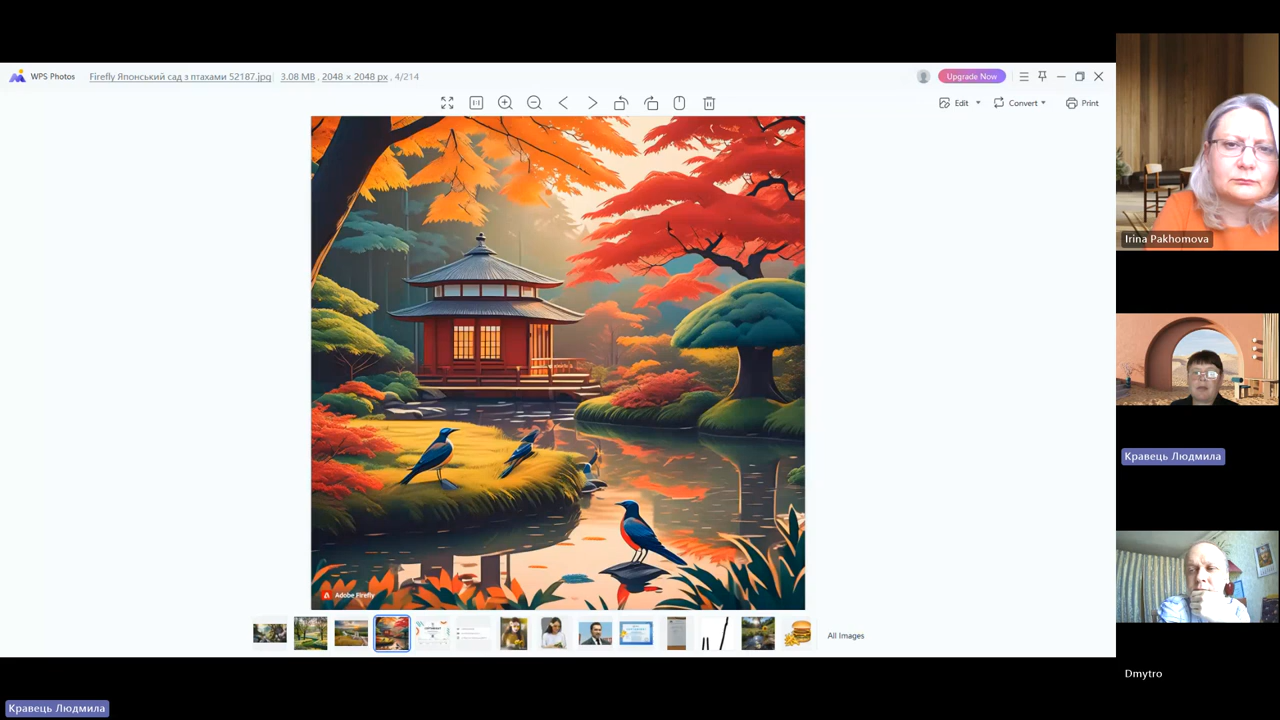 WPS Photos Firefly Японський сад з птахами 52187.jpg 3.08 MB , 2048 × 2048 px , 4/214 Upgrade Now
Edit Convert Print
Irina Pakhomova
Кравець Людмила
Adobe Firefly
All Images
Dmytro
Кравець Людмила